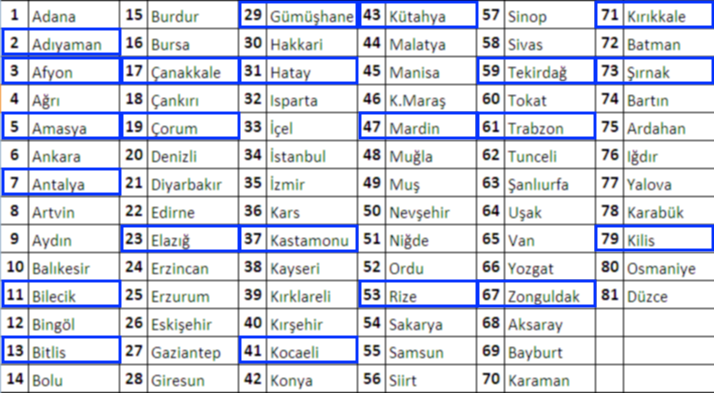 1 Adana 15 Burdur 29 Gümüşhane 43 Kütahya 57 Sinop 71 Kırıkkale
2 Adıyaman 16 Bursa 30 Hakkari 44 Malatya 58 Sivas 72 Batman
3 Afyon 17 Çanakkale 31 Hatay 45 Manisa 59 Tekirdağ 73 Şırnak
4 Ağrı 18 Çankırı 32 Isparta 46 K.Maraş 60 Tokat 74 Bartın
5 Amasya 19 Çorum 33 İçel 47 Mardin 61 Trabzon 75 Ardahan
6 Ankara 20 Denizli 34 İstanbul 48 Muğla 62 Tunceli 76 Iğdır
7 Antalya 21 Diyarbakır 35 İzmir 49 Muş 63 Şanlıurfa 77 Yalova
8 Artvin 22 Edirne 36 Kars 50 Nevşehir 64 Uşak 78 Karabük
9 Aydın 23 Elazığ 37 Kastamonu 51 Niğde 65 Van 79 Kilis
10 Balıkesir 24 Erzincan 38 Kayseri 52 Ordu 66 Yozgat 80 Osmaniye
11 Bilecik 25 Erzurum 39 Kırklareli 53 Rize 67 Zonguldak 81 Düzce
12 Bingöl 26 Eskişehir 40 Kırşehir 54 Sakarya 68 Aksaray
13 Bitlis 27 Gaziantep 41 Kocaeli 55 Samsun 69 Bayburt
14 Bolu 28 Giresun 42 Konya 56 Siirt 70 Karaman